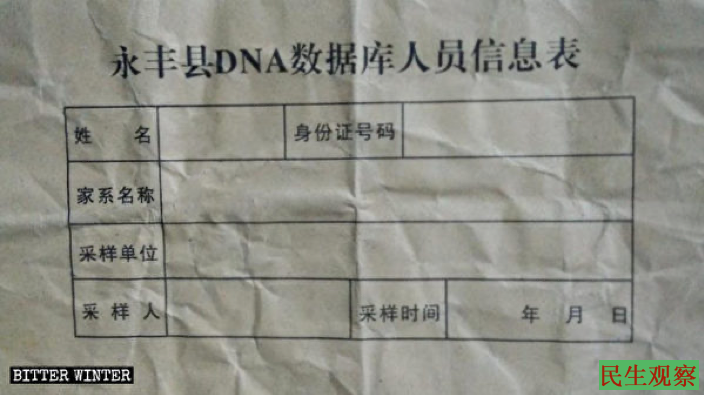 永丰县DNA数据库人员信息表
姓 名 身份证号码
家系名称
采样单位
采 样 人 采样时间 年 月 日
BITTER WINTER 民生观察